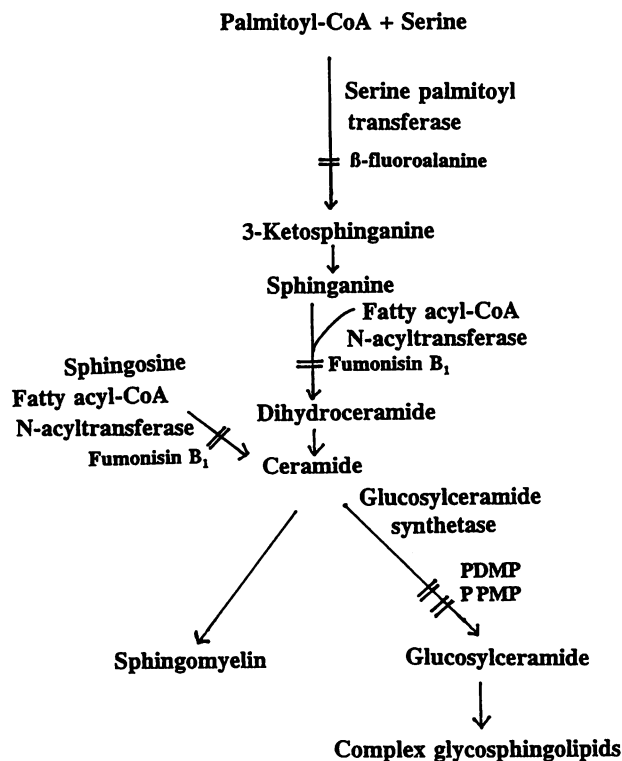 Palmitoyl-CoA + Serine
Serine palmitoyl
transferase
ß-fluoroalanine
3-Ketosphinganine
Sphinganine
Fatty acyl-CoA
N-acyltransferase
Fumonisin B₁
Sphingosine
Fatty acyl-CoA
N-acyltransferase
Fumonisin B₁
Dihydroceramide
Ceramide
Glucosylceramide
synthetase
PDMP
PPMP
Sphingomyelin
Glucosylceramide
Complex glycosphingolipids